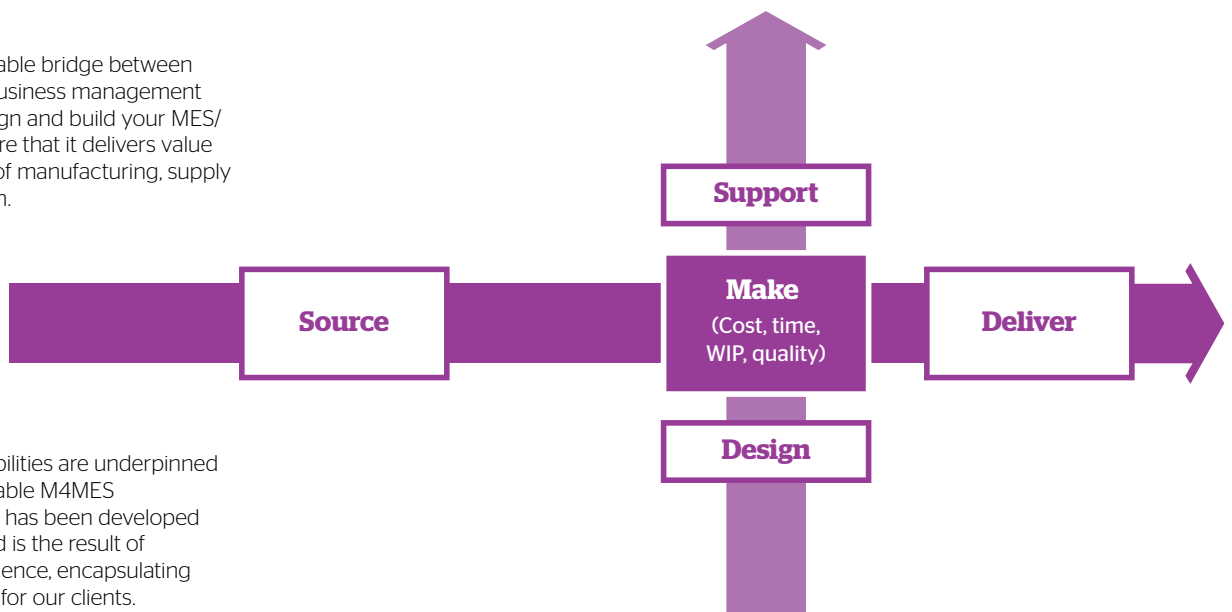 able bridge between
usiness management
ign and build your MES/
re that it delivers value
of manufacturing, supply
n.
Support
Source
Make
(Cost, time,
WIP, quality)
Deliver
Design
bilities are underpinned
able M4MES
has been developed
d is the result of
ence, encapsulating
for our clients.